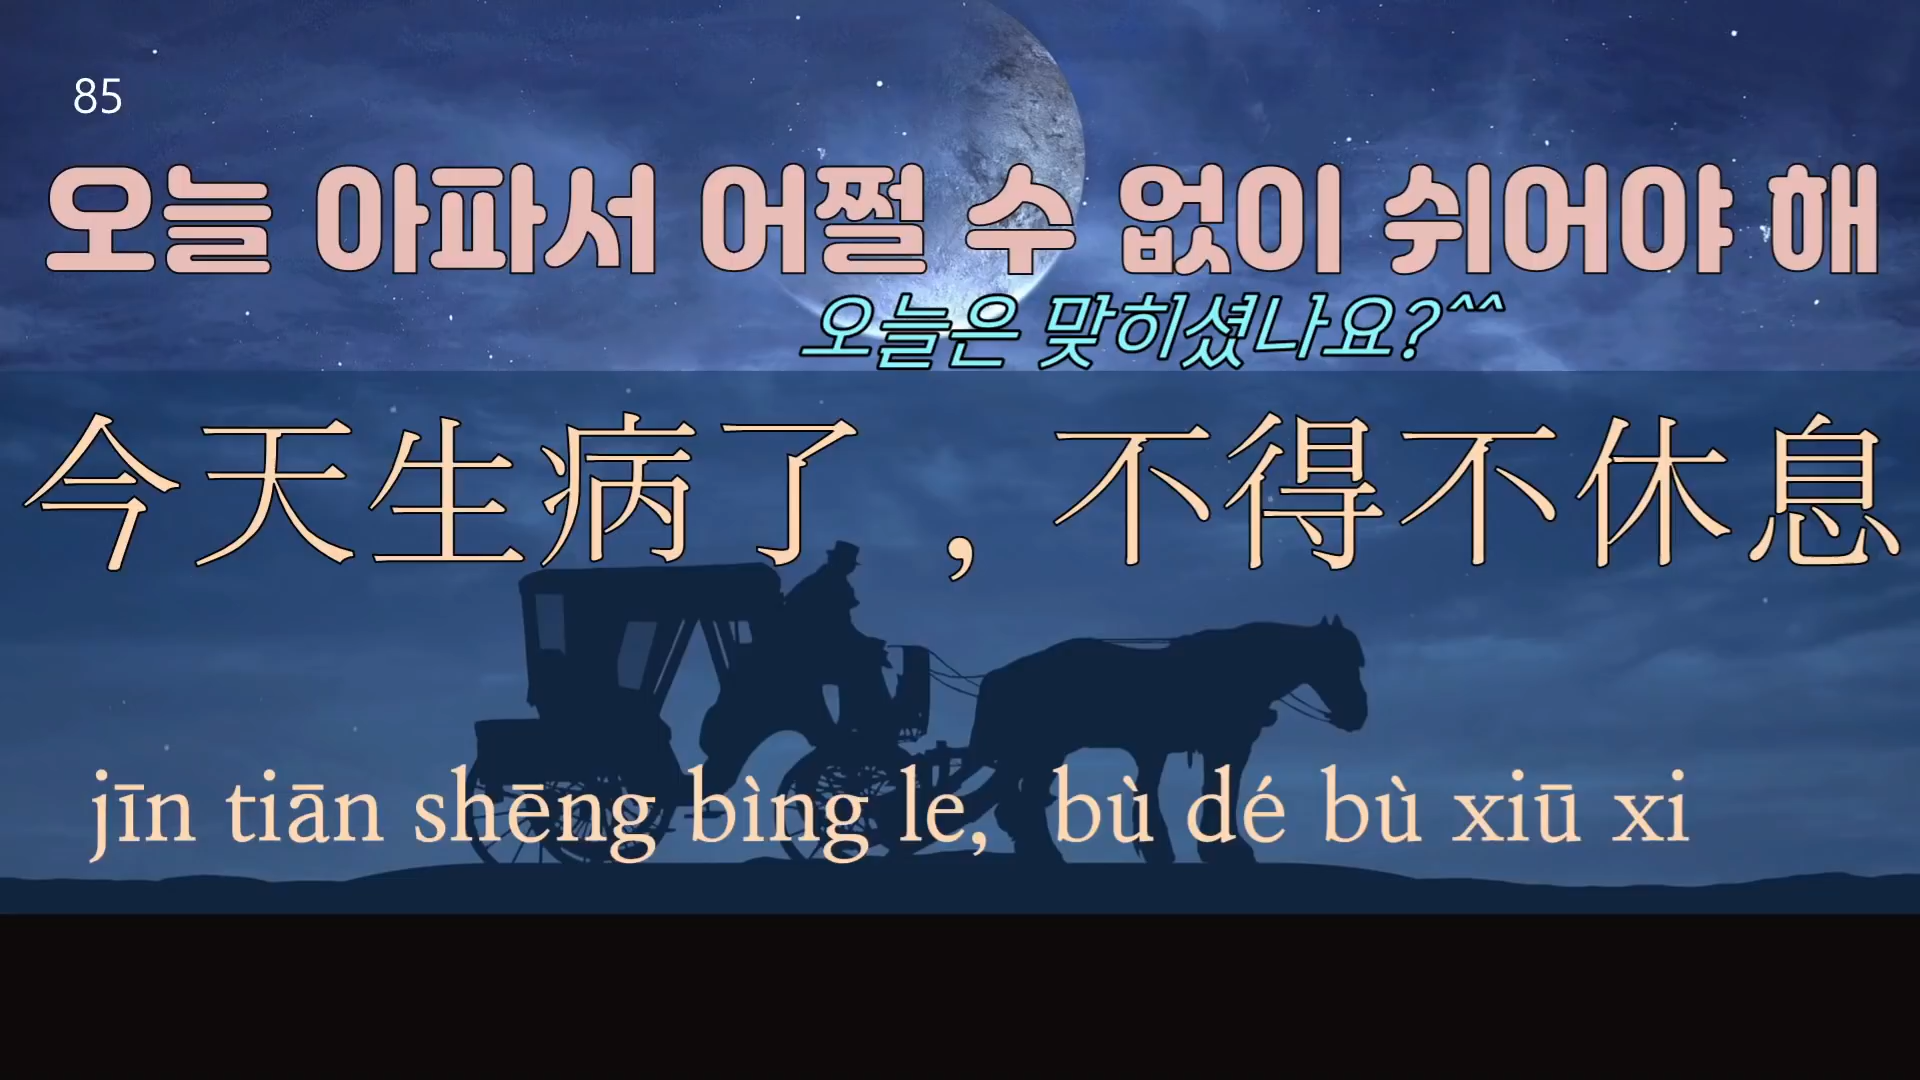 85
오늘 아파서 어쩔 수 없이 쉬어야 해
오늘은 맞히셨나요?^^
今天生病了，不得不休息
jīn tiān shēng bìng le, bù dé bù xiū xi